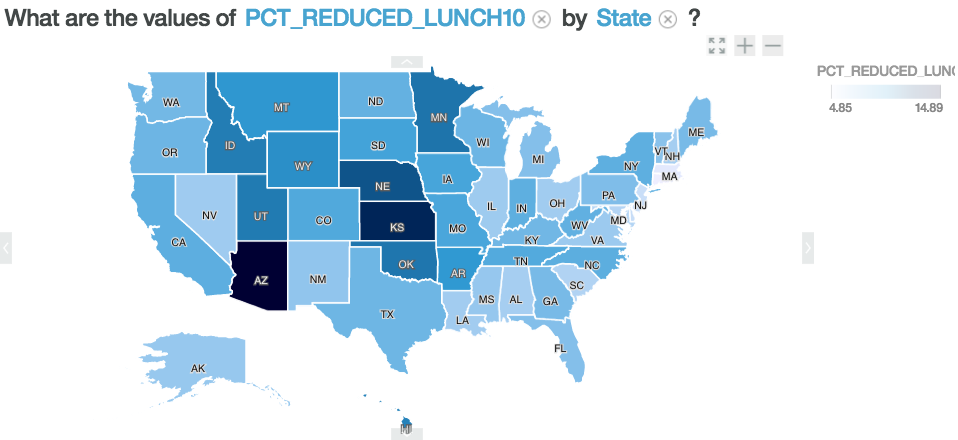 What are the values of PCT_REDUCED_LUNCH10 by State ?
PCT_REDUCED_LUNC
4.85 14.89
WA
MT
ND
MN
OR
ID
WY
SD
WI
MI
VT
NH
ME
NY
MA
NE
IA
PA
NJ
NV
UT
CO
KS
MO
IL
IN
OH
WV
MD
VA
KY
CA
AZ
NM
OK
AR
TN
NC
TX
LA
MS
AL
GA
SC
FL
AK
HI